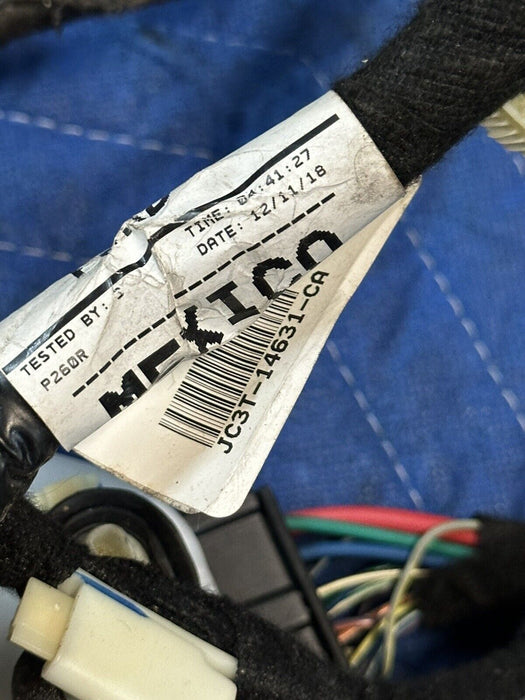 TIME: 04:41:27
DATE: 12/11/18
TESTED BY: S
P260R
MEXICO
JC3T-14631-CA